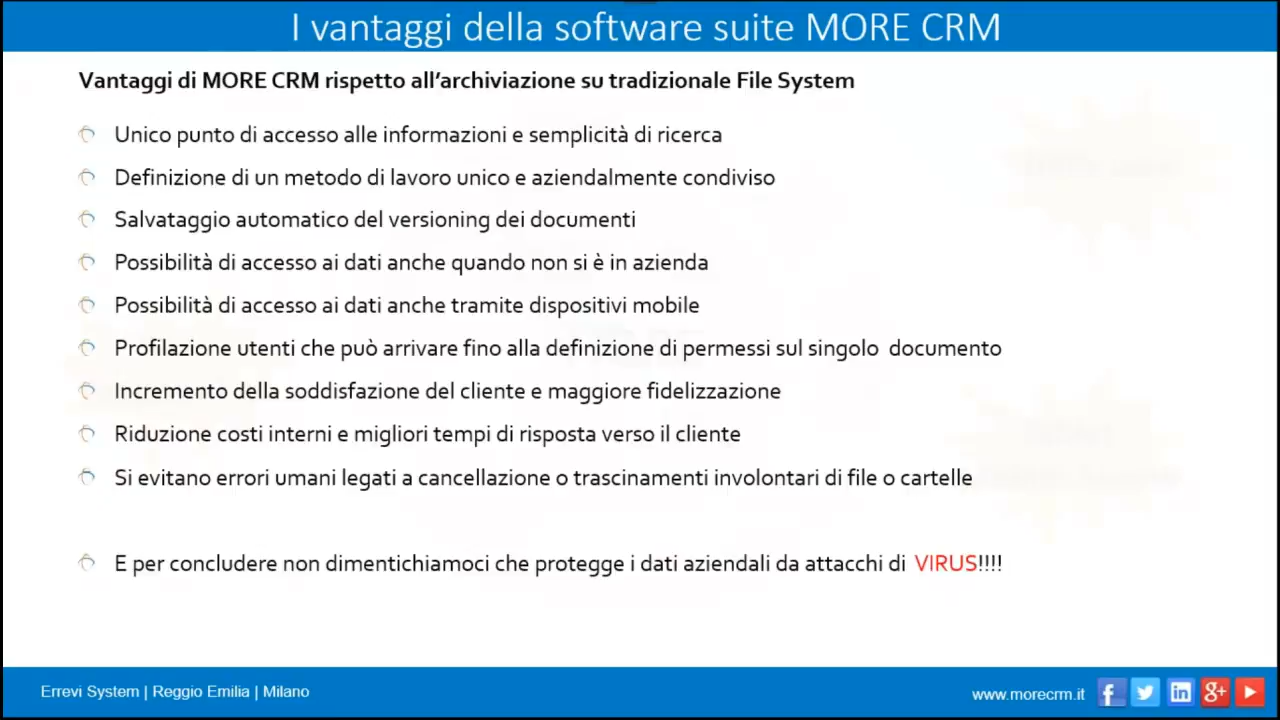 I vantaggi della software suite MORE CRM
Vantaggi di MORE CRM rispetto all'archiviazione su tradizionale File System
Unico punto di accesso alle informazioni e semplicità di ricerca
Definizione di un metodo di lavoro unico e aziendalmente condiviso
Salvataggio automatico del versioning dei documenti
Possibilità di accesso ai dati anche quando non si è in azienda
Possibilità di accesso ai dati anche tramite dispositivi mobile
Profilazione utenti che può arrivare fino alla definizione di permessi sul singolo documento
Incremento della soddisfazione del cliente e maggiore fidelizzazione
Riduzione costi interni e migliori tempi di risposta verso il cliente
Si evitano errori umani legati a cancellazione o trascinamenti involontari di file o cartelle
E per concludere non dimentichiamoci che protegge i dati aziendali da attacchi di VIRUS!!!!
Errevi System | Reggio Emilia | Milano
www.morecrm.it